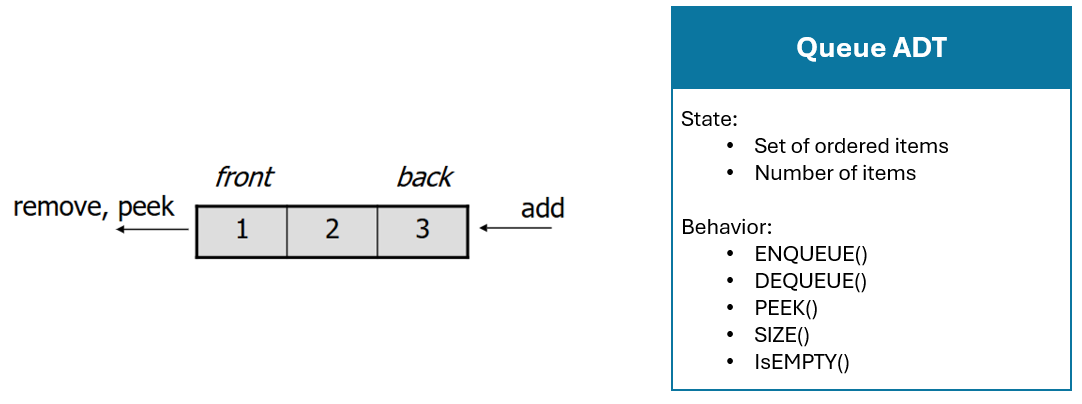 front back
remove, peek
1 2 3
add
Queue ADT
State:
• Set of ordered items
• Number of items
Behavior:
• ENQUEUE()
• DEQUEUE()
• PEEK()
• SIZE()
• IsEMPTY()